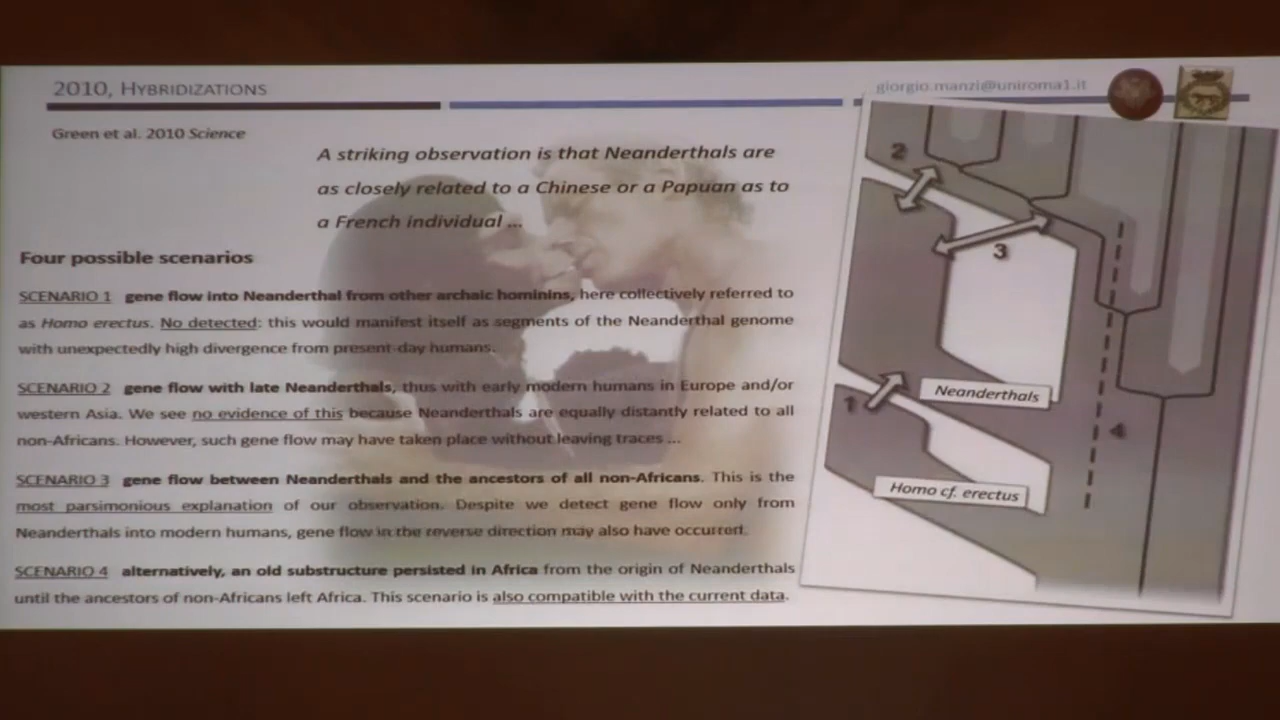 2010, HYBRIDIZATIONS
giorgio.manzi@uniroma1.it
Green et al. 2010 Science
A striking observation is that Neanderthals are
as closely related to a Chinese or a Papuan as to
a French individual ...
Four possible scenarios
SCENARIO 1 gene flow into Neanderthal from other archaic hominins, here collectively referred to
as Homo erectus. No detected: this would manifest itself as segments of the Neanderthal genome
with unexpectedly high divergence from present-day humans.
SCENARIO 2 gene flow with late Neanderthals, thus with early modern humans in Europe and/or
western Asia. We see no evidence of this because Neanderthals are equally distantly related to all
non-Africans. However, such gene flow may have taken place without leaving traces ...
SCENARIO 3 gene flow between Neanderthals and the ancestors of all non-Africans. This is the
most parsimonious explanation of our observation. Despite we detect gene flow only from
Neanderthals into modern humans, gene flow in the reverse direction may also have occurred.
SCENARIO 4 alternatively, an old substructure persisted in Africa from the origin of Neanderthals
until the ancestors of non-Africans left Africa. This scenario is also compatible with the current data.
2
3
Neanderthals
1
4
Homo cf. erectus